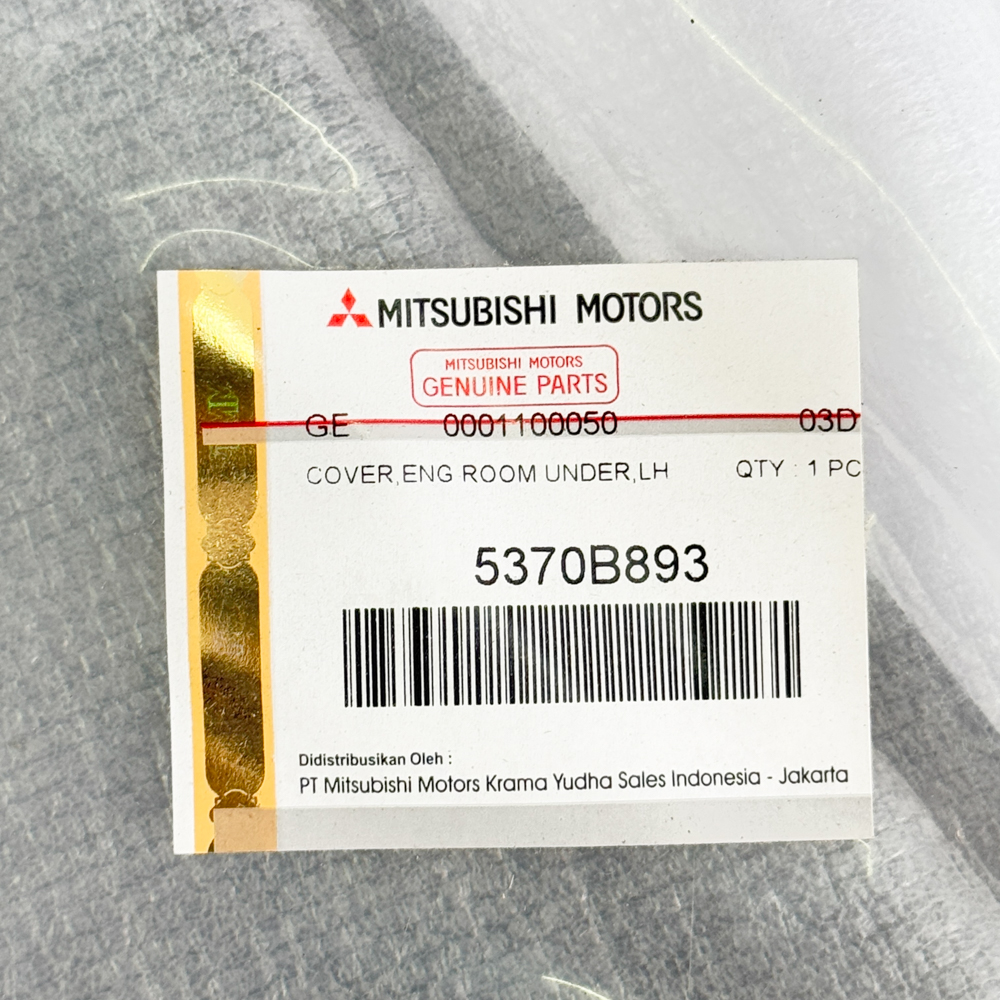 MITSUBISHI MOTORS
MITSUBISHI MOTORS
GENUINE PARTS
GE 0001100050 03D
COVER,ENG ROOM UNDER,LH QTY : 1 PC
5370B893
Didistribusikan Oleh :
PT Mitsubishi Motors Krama Yudha Sales Indonesia - Jakarta